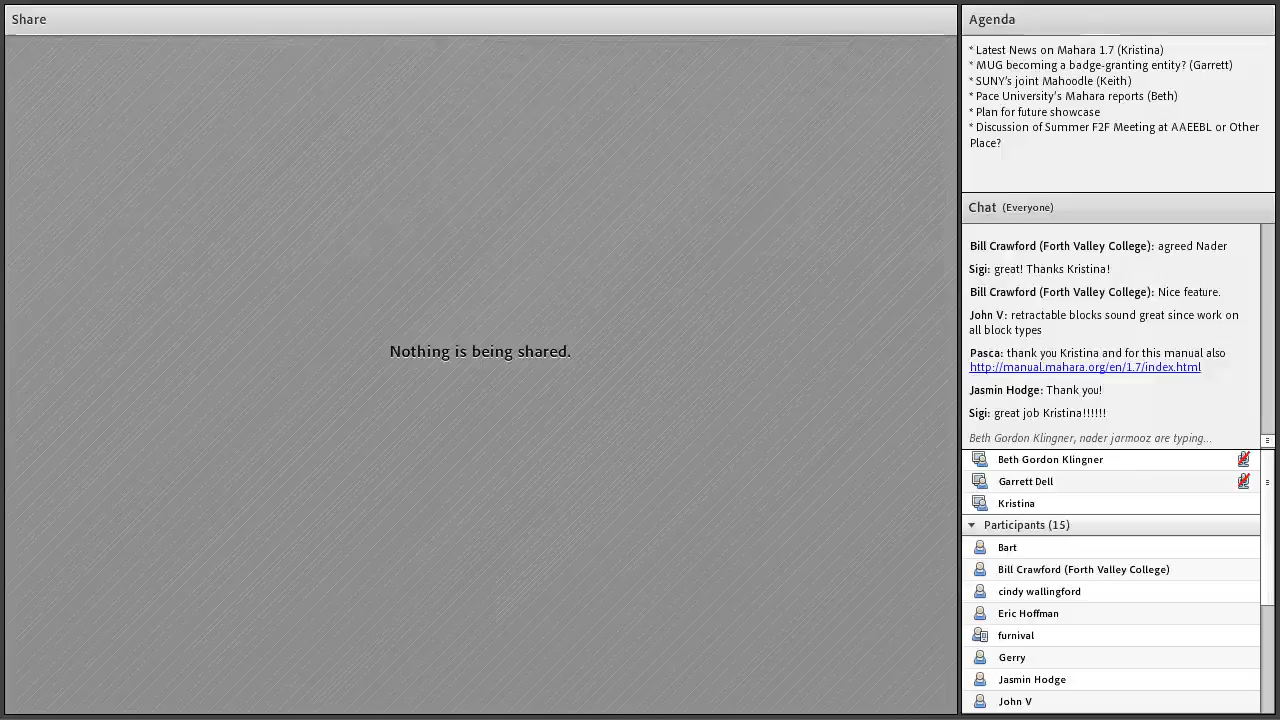 Share
Nothing is being shared.
Agenda
* Latest News on Mahara 1.7 (Kristina)
* MUG becoming a badge-granting entity? (Garrett)
* SUNY's joint Mahoodle (Keith)
* Pace University's Mahara reports (Beth)
* Plan for future showcase
* Discussion of Summer F2F Meeting at AAEEBL or Other
Place?
Chat (Everyone)
Bill Crawford (Forth Valley College): agreed Nader
Sigi: great! Thanks Kristina!
Bill Crawford (Forth Valley College): Nice feature.
John V: retractable blocks sound great since work on
all block types
Pasca: thank you Kristina and for this manual also
http://manual.mahara.org/en/1.7/index.html
Jasmin Hodge: Thank you!
Sigi: great job Kristina!!!!!!
Beth Gordon Klingner, nader jarmooz are typing...
Beth Gordon Klingner
Garrett Dell
Kristina
Participants (15)
Bart
Bill Crawford (Forth Valley College)
cindy wallingford
Eric Hoffman
furnival
Gerry
Jasmin Hodge
John V